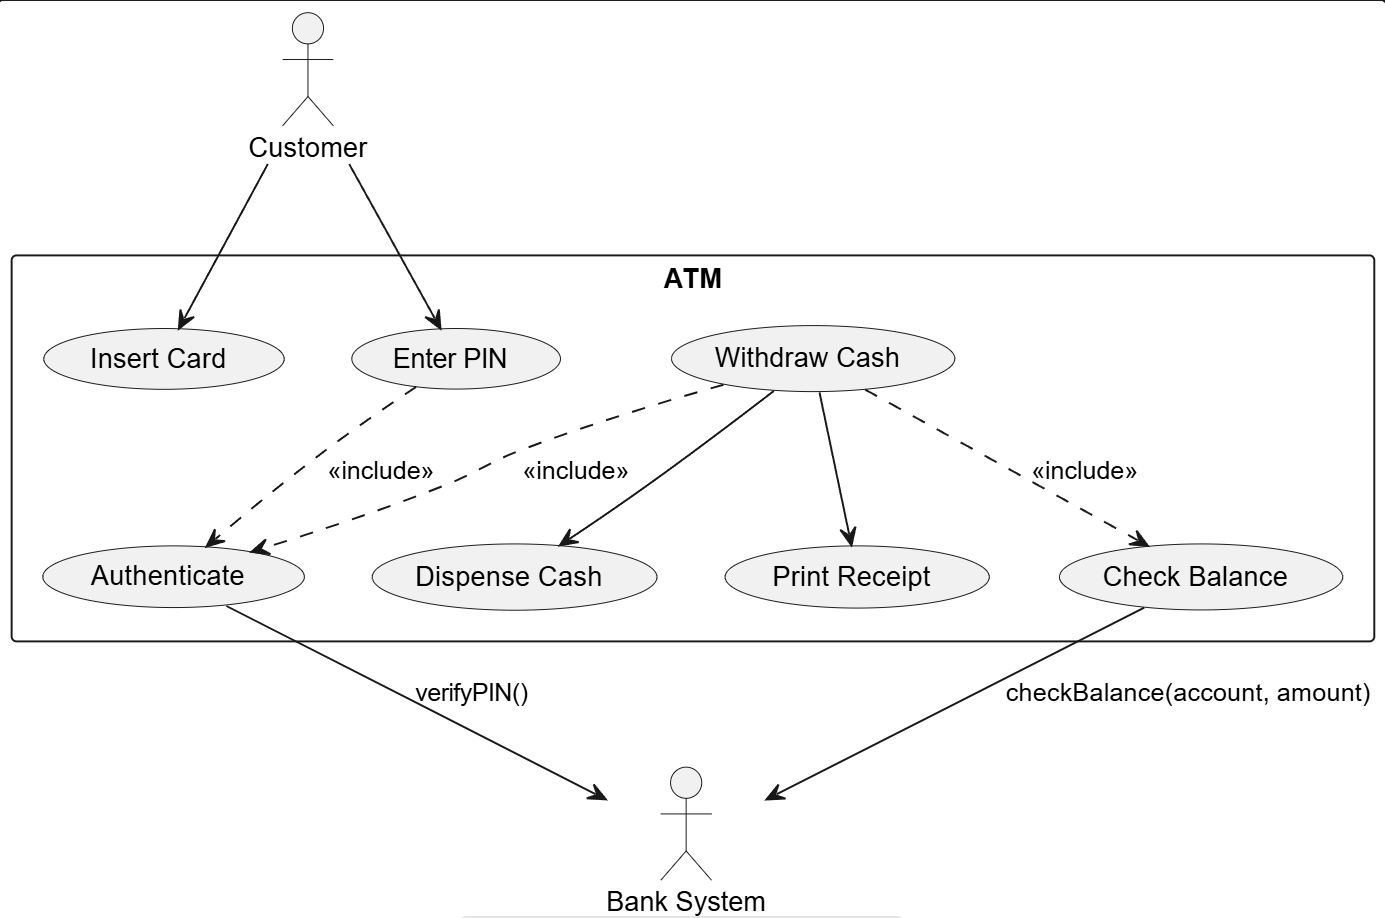 Customer
ATM
Insert Card
Enter PIN
Withdraw Cash
«include»
«include»
«include»
Authenticate
Dispense Cash
Print Receipt
Check Balance
verifyPIN()
checkBalance(account, amount)
Bank System